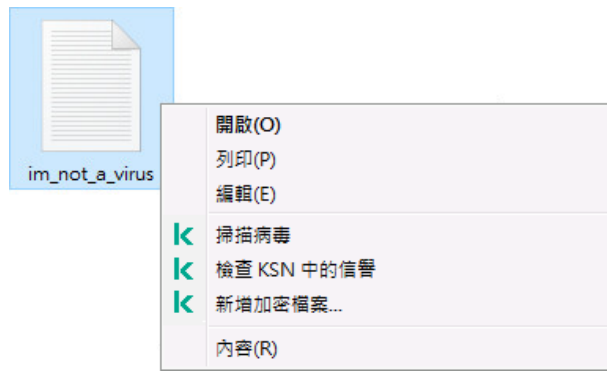 im_not_a_virus
開啟(O)
列印(P)
編輯(E)
掃描病毒
檢查 KSN 中的信譽
新增加密檔案...
內容(R)